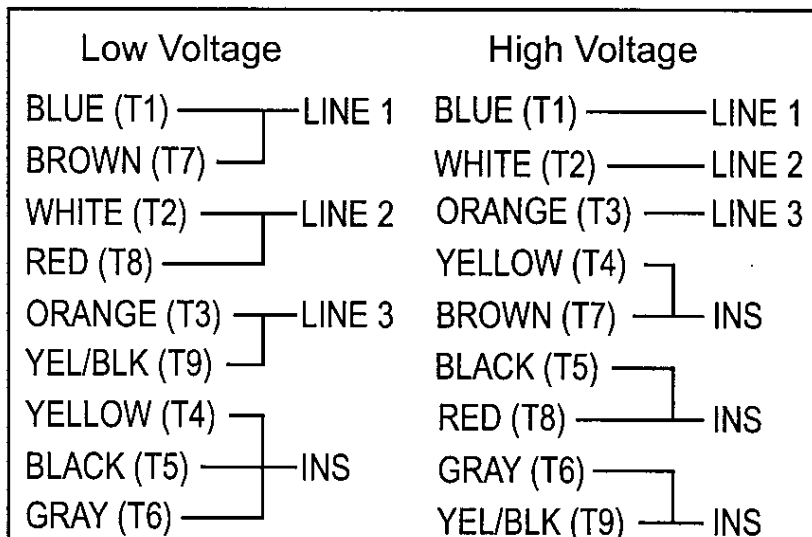 Low Voltage
BLUE (T1) LINE 1
BROWN (T7)
WHITE (T2) LINE 2
RED (T8)
ORANGE (T3) LINE 3
YEL/BLK (T9)
YELLOW (T4)
BLACK (T5) INS
GRAY (T6)
High Voltage
BLUE (T1) LINE 1
WHITE (T2) LINE 2
ORANGE (T3) LINE 3
YELLOW (T4)
BROWN (T7) INS
BLACK (T5)
RED (T8) INS
GRAY (T6)
YEL/BLK (T9) INS